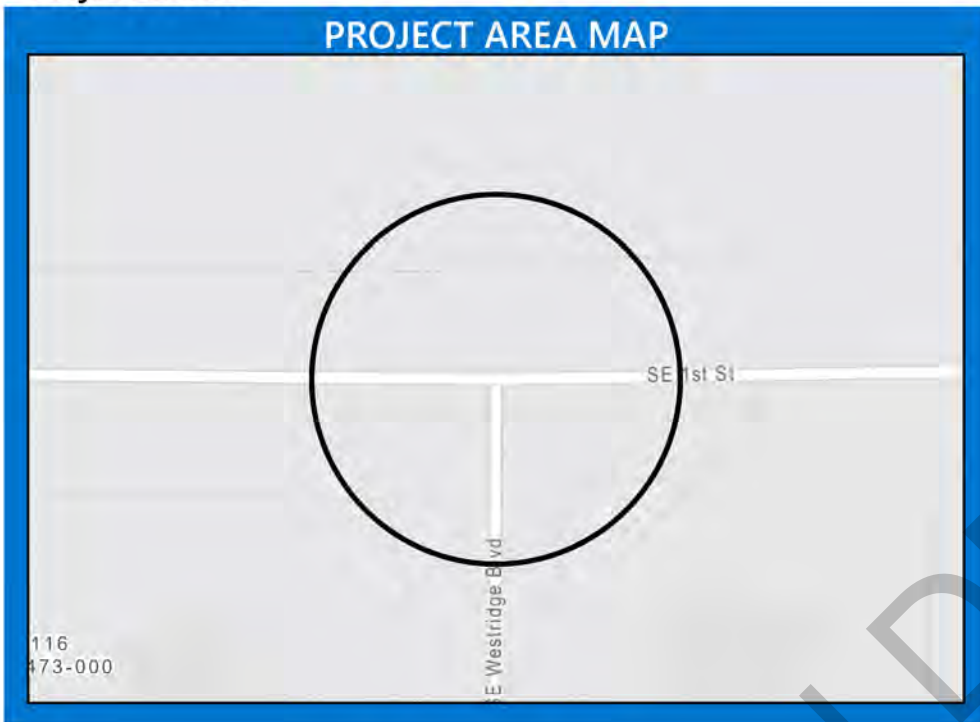 PROJECT AREA MAP
SE 1st St
SE Westridge Blvd
116
473-000